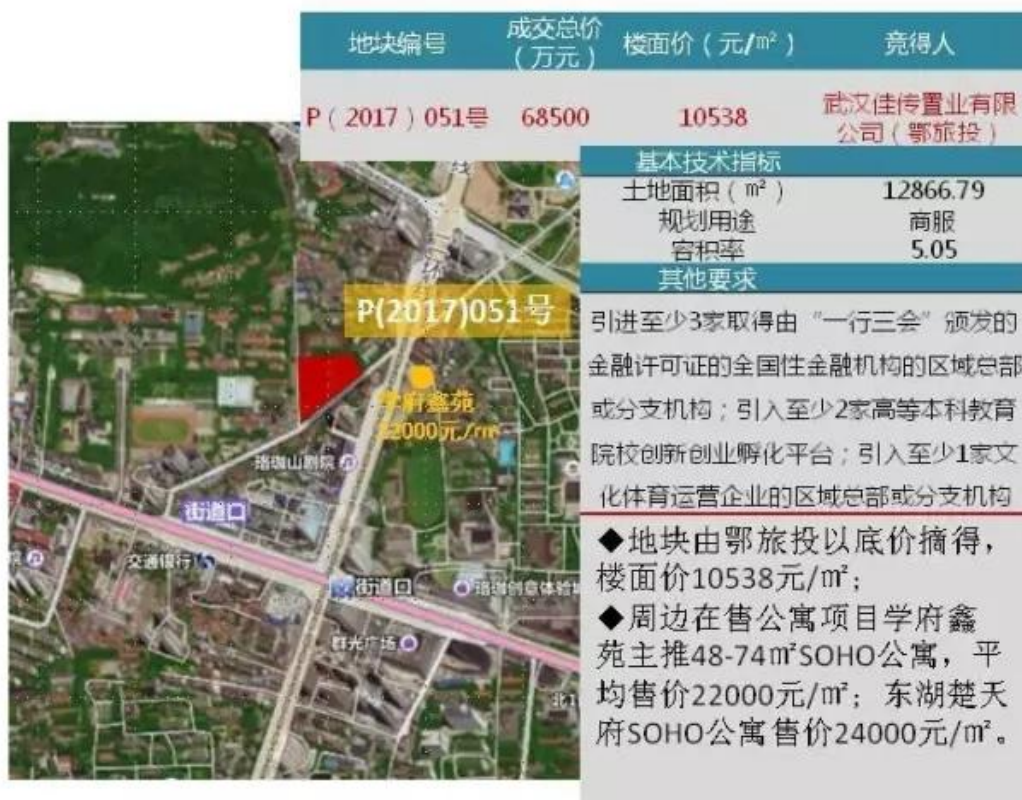 地块编号 成交总价（万元） 楼面价（元/㎡） 竞得人
P（2017）051号 68500 10538 武汉佳传置业有限公司（鄂旅投）
基本技术指标
土地面积（㎡） 12866.79
规划用途 商服
容积率 5.05
其他要求
引进至少3家取得由“一行三会”颁发的
金融许可证的全国性金融机构的区域总部
或分支机构；引入至少2家高等本科教育
院校创新创业孵化平台；引入至少1家文
化体育运营企业的区域总部或分支机构
◆地块由鄂旅投以底价摘得，
楼面价10538元/㎡；
◆周边在售公寓项目学府鑫
苑主推48-74㎡SOHO公寓，平
均售价22000元/㎡；东湖楚天
府SOHO公寓售价24000元/㎡。
线
环
P(2017)051号
学府鑫苑
22000元/㎡
珞珈山剧院
街道口
交通银行
街道口
珞珈创意体验城
群光广场
院